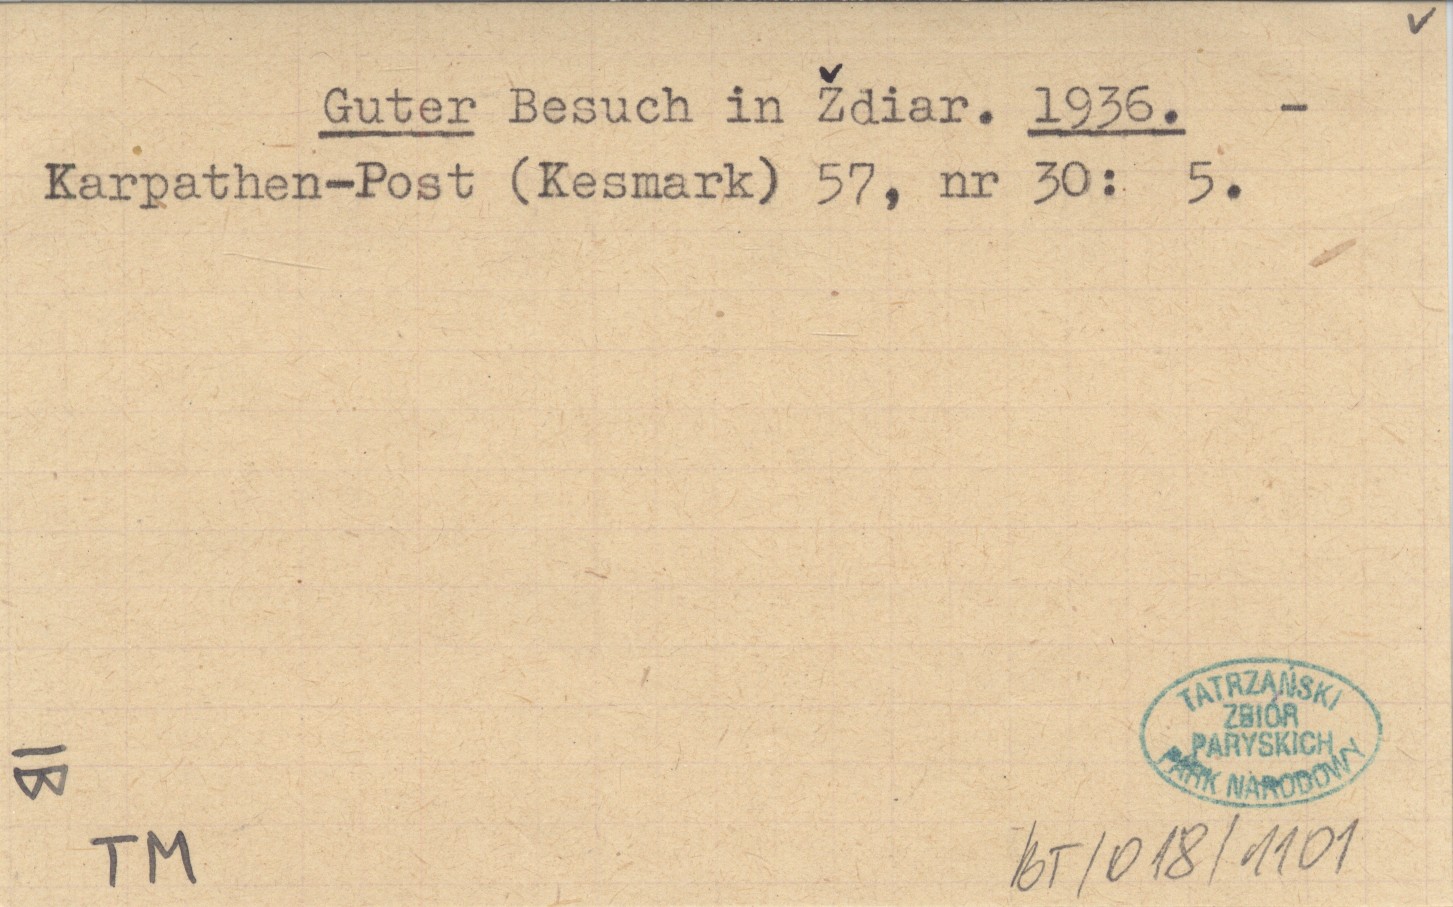 ✓
Guter Besuch in Ždiar. 1936. –
Karpathen-Post (Kesmark) 57, nr 30: 5.
TATRZAŃSKI
ZBIÓR
PARYSKICH
PARK NARODOWY
IB
TM
BT/018/1101